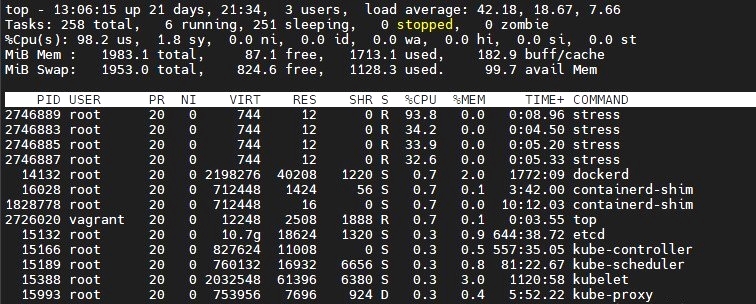 top - 13:06:15 up 21 days, 21:34,  3 users,  load average: 42.18, 18.67, 7.66
Tasks: 258 total,   6 running, 251 sleeping,   0 stopped,   0 zombie
%Cpu(s): 98.2 us,  1.8 sy,  0.0 ni,  0.0 id,  0.0 wa,  0.0 hi,  0.0 si,  0.0 st
MiB Mem :   1983.1 total,     87.1 free,   1713.1 used,    182.9 buff/cache
MiB Swap:   1953.0 total,    824.6 free,   1128.3 used.     99.7 avail Mem
PID USER      PR  NI    VIRT    RES    SHR S  %CPU  %MEM     TIME+ COMMAND
2746889 root      20   0     744     12      0 R  93.8   0.0   0:08.96 stress
2746883 root      20   0     744     12      0 R  34.2   0.0   0:04.50 stress
2746885 root      20   0     744     12      0 R  33.9   0.0   0:05.20 stress
2746887 root      20   0     744     12      0 R  32.6   0.0   0:05.33 stress
14132 root      20   0 2198276  40208   1220 S   0.7   2.0   1772:09 dockerd
16028 root      20   0  712448   1424     56 S   0.7   0.1   3:42.00 containerd-shim
1828778 root      20   0  712448     16      0 S   0.7   0.0  10:12.03 containerd-shim
2726020 vagrant   20   0   12248   2508   1888 R   0.7   0.1   0:03.55 top
15132 root      20   0   10.7g  18624   1320 S   0.3   0.9 644:38.72 etcd
15166 root      20   0  827624  11008      0 S   0.3   0.5 557:35.05 kube-controller
15189 root      20   0  760132  16932   6656 S   0.3   0.8  81:22.67 kube-scheduler
15388 root      20   0 2032548  61396   6380 S   0.3   3.0   1120:58 kubelet
15993 root      20   0  753956   7696    924 D   0.3   0.4   5:52.22 kube-proxy